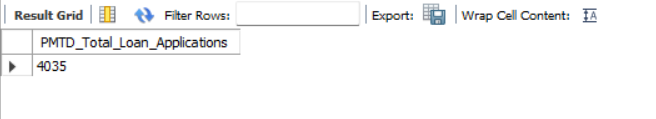 Result Grid Filter Rows: Export: Wrap Cell Content:
PMTD_Total_Loan_Applications
4035